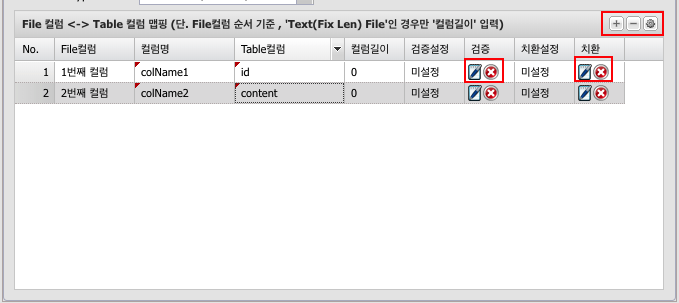 File 컬럼 <-> Table 컬럼 맵핑 (단. File컬럼 순서 기준 , 'Text(Fix Len) File'인 경우만 '컬럼길이' 입력)
No. File컬럼 컬럼명 Table컬럼 컬럼길이 검증설정 검증 치환설정 치환
1 1번째 컬럼 colName1 id 0 미설정 미설정
2 2번째 컬럼 colName2 content 0 미설정 미설정